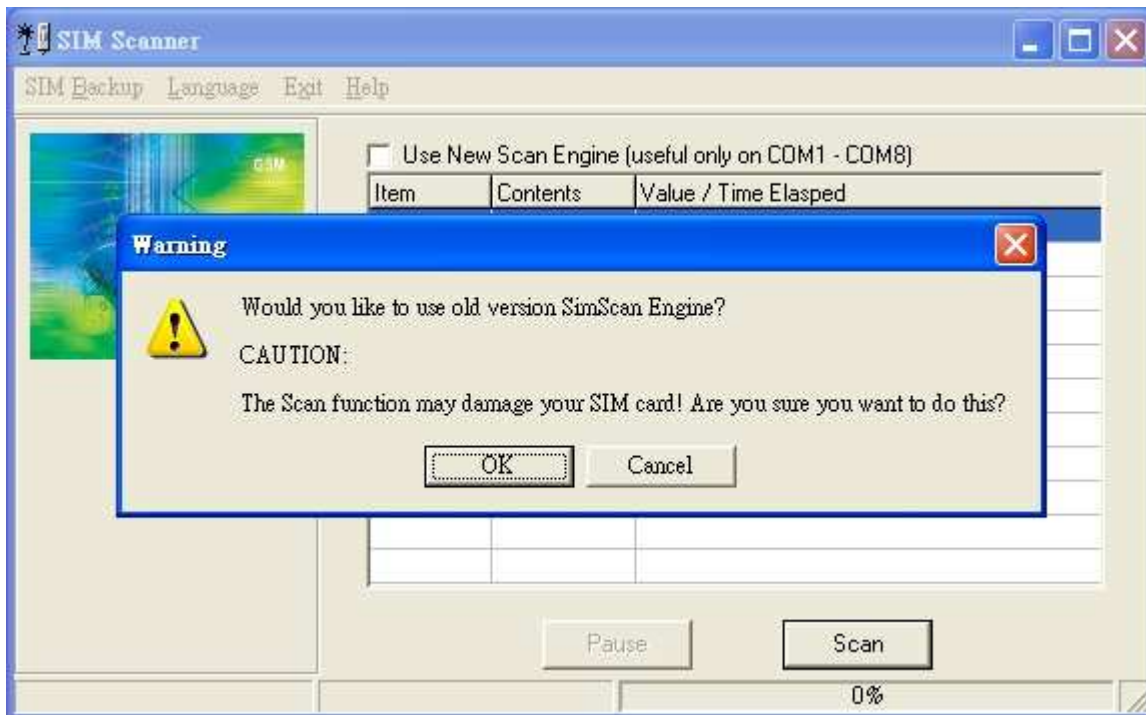 SIM Scanner
SIM Backup Language Exit Help
GSM
Use New Scan Engine (useful only on COM1 - COM8)
Item Contents Value / Time Elasped
Warning
Would you like to use old version SimScan Engine?
CAUTION:
The Scan function may damage your SIM card! Are you sure you want to do this?
OK Cancel
Pause Scan
0%